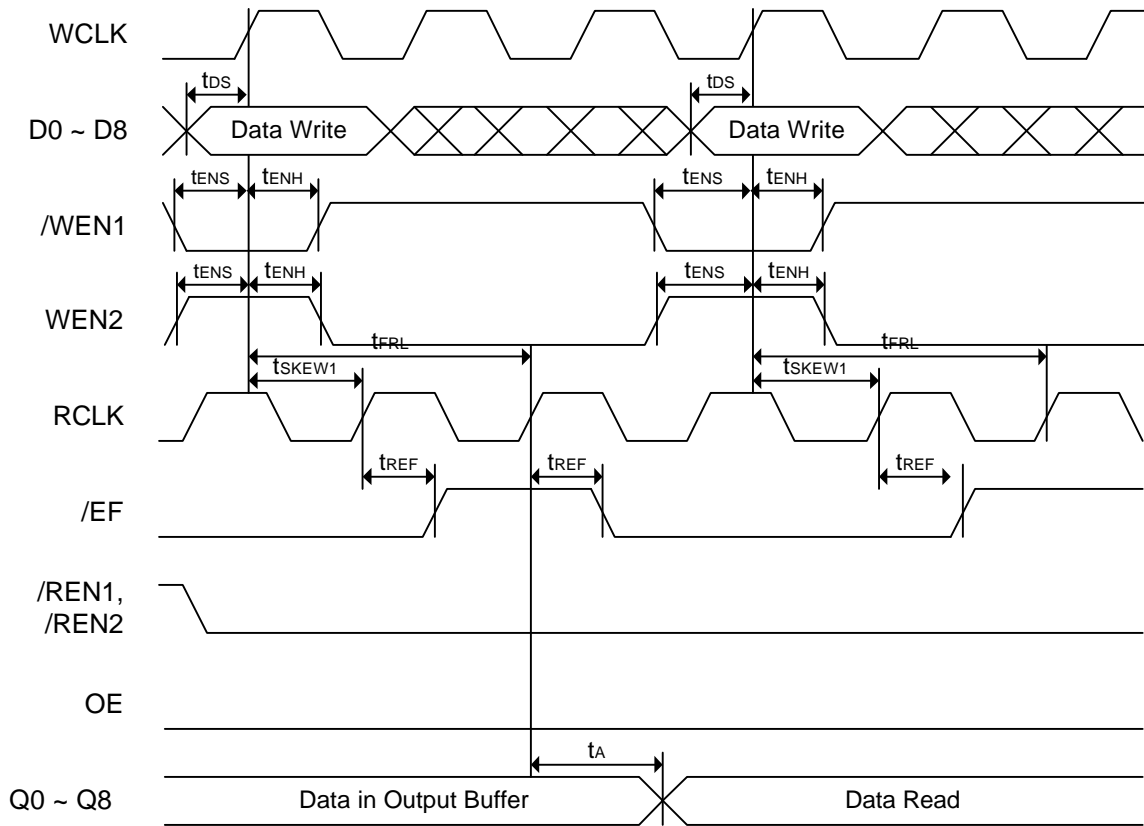 WCLK
tDS tDS
D0 ~ D8 Data Write Data Write
tENS tENH tENS tENH
/WEN1
tENS tENH tENS tENH
WEN2
tFRL tFRL
tSKEW1 tSKEW1
RCLK
tREF tREF tREF
/EF
/REN1,
/REN2
OE
tA
Q0 ~ Q8 Data in Output Buffer Data Read